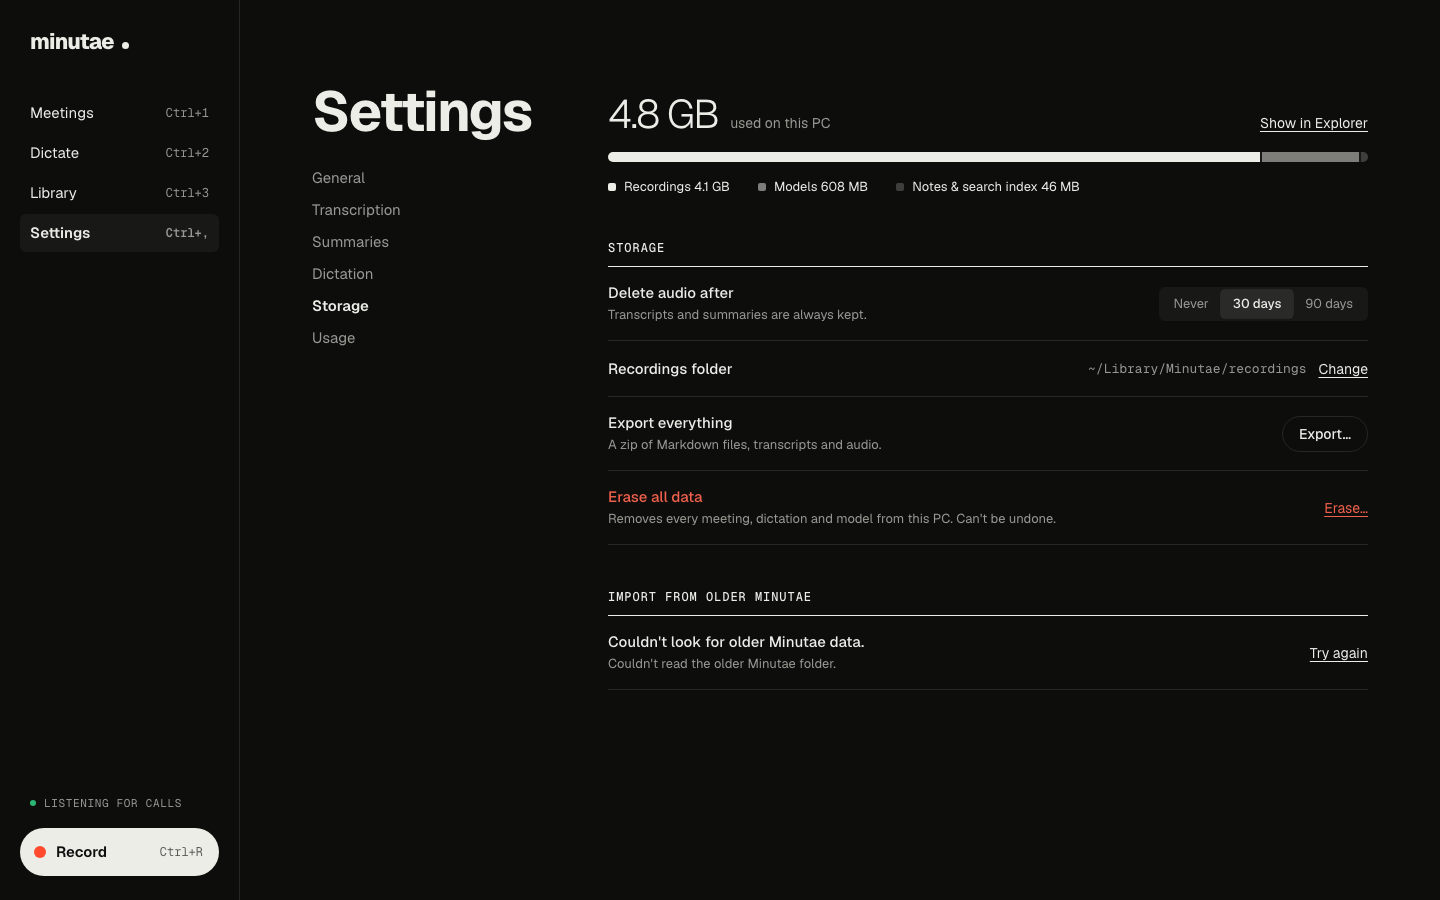 minutae
Meetings Ctrl+1
Dictate Ctrl+2
Library Ctrl+3
Settings Ctrl+,
LISTENING FOR CALLS
Record Ctrl+R
Settings
General
Transcription
Summaries
Dictation
Storage
Usage
4.8 GB used on this PC Show in Explorer
Recordings 4.1 GB Models 608 MB Notes & search index 46 MB
STORAGE
Delete audio after
Transcripts and summaries are always kept.
Never 30 days 90 days
Recordings folder ~/Library/Minutae/recordings Change
Export everything
A zip of Markdown files, transcripts and audio.
Export...
Erase all data
Removes every meeting, dictation and model from this PC. Can't be undone.
Erase...
IMPORT FROM OLDER MINUTAE
Couldn't look for older Minutae data.
Couldn't read the older Minutae folder.
Try again